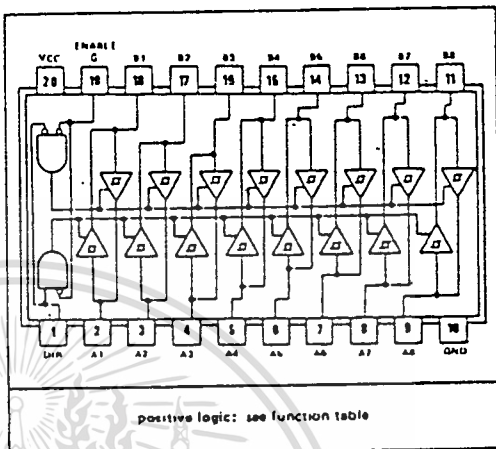 ENABLE
VCC G B1 B2 B3 B4 B5 B6 B7 B8
20 19 18 17 15 14 13 12 11
1 2 3 4 5 6 7 8 9 10
DIR A1 A2 A3 A4 A5 A6 A7 A8 GND
positive logic: see function table